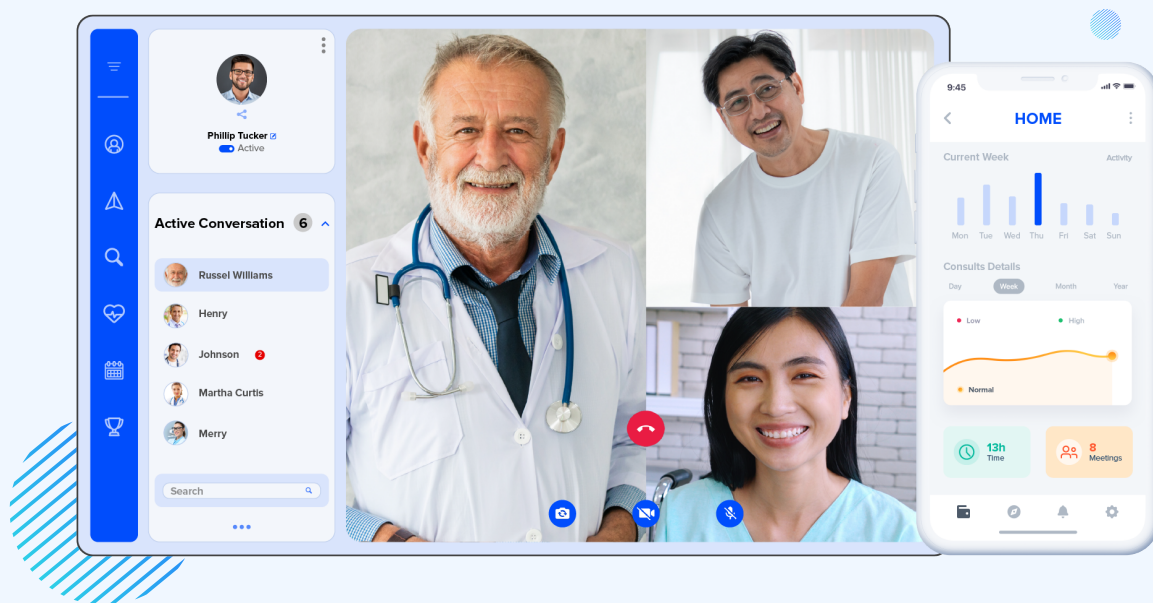 Phillip Tucker
Active
Active Conversation 6
Russel Williams
Henry
Johnson 2
Martha Curtis
Merry
Search
9:45
HOME
Current Week Activity
Mon Tue Wed Thu Fri Sat Sun
Consults Details
Day Week Month Year
Low High
Normal
13h
Time
8
Meetings